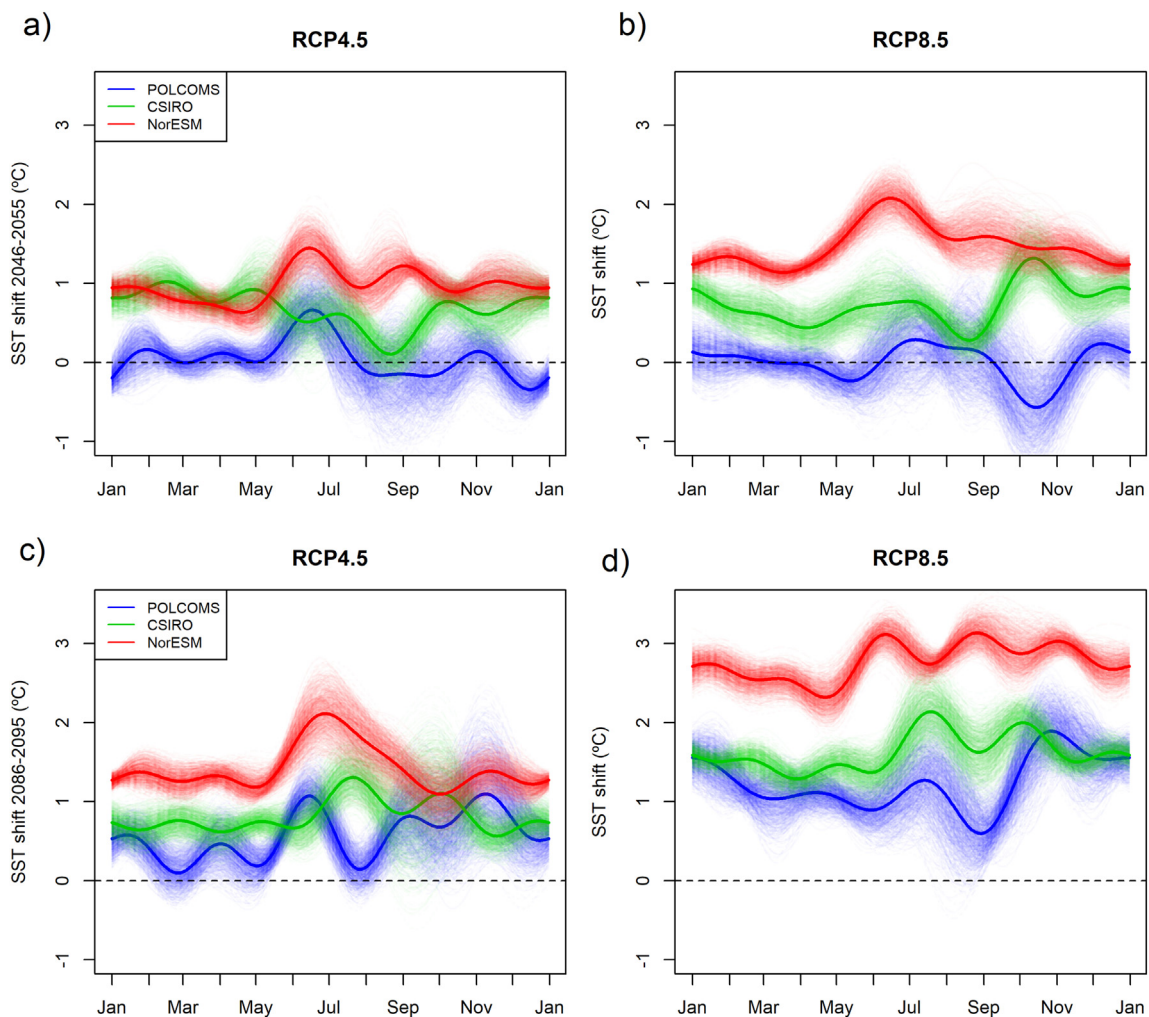 a)
RCP4.5
b)
RCP8.5
POLCOMS
CSIRO
NorESM
SST shift 2046-2055 (ºC)
3
2
1
0
-1
Jan Mar May Jul Sep Nov Jan
SST shift (ºC)
3
2
1
0
-1
Jan Mar May Jul Sep Nov Jan
c)
RCP4.5
d)
RCP8.5
POLCOMS
CSIRO
NorESM
SST shift 2086-2095 (ºC)
3
2
1
0
-1
Jan Mar May Jul Sep Nov Jan
SST shift (ºC)
3
2
1
0
-1
Jan Mar May Jul Sep Nov Jan